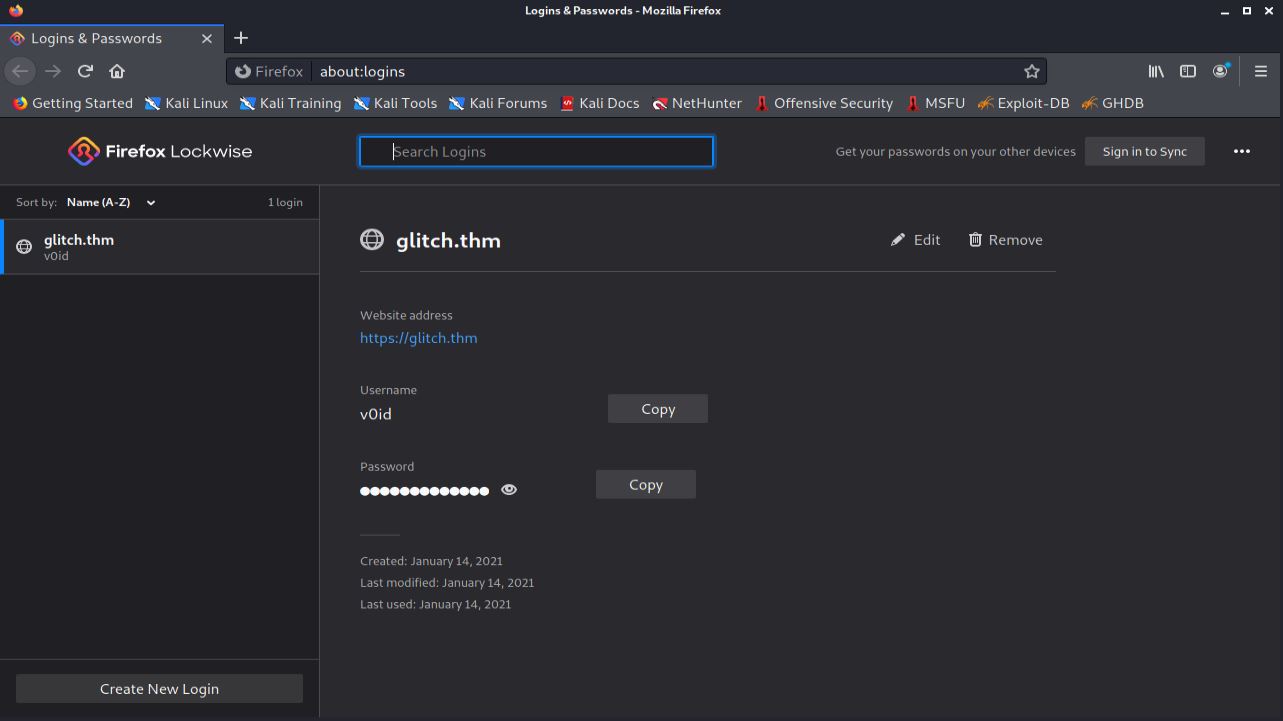 Logins & Passwords - Mozilla Firefox
Logins & Passwords
Firefox about:logins
Getting Started Kali Linux Kali Training Kali Tools Kali Forums Kali Docs NetHunter Offensive Security MSFU Exploit-DB GHDB
Firefox Lockwise Search Logins Get your passwords on your other devices Sign in to Sync
Sort by: Name (A-Z) 1 login
glitch.thm
v0id
glitch.thm Edit Remove
Website address
https://glitch.thm
Username
v0id Copy
Password
●●●●●●●●●●●●● Copy
Created: January 14, 2021
Last modified: January 14, 2021
Last used: January 14, 2021
Create New Login